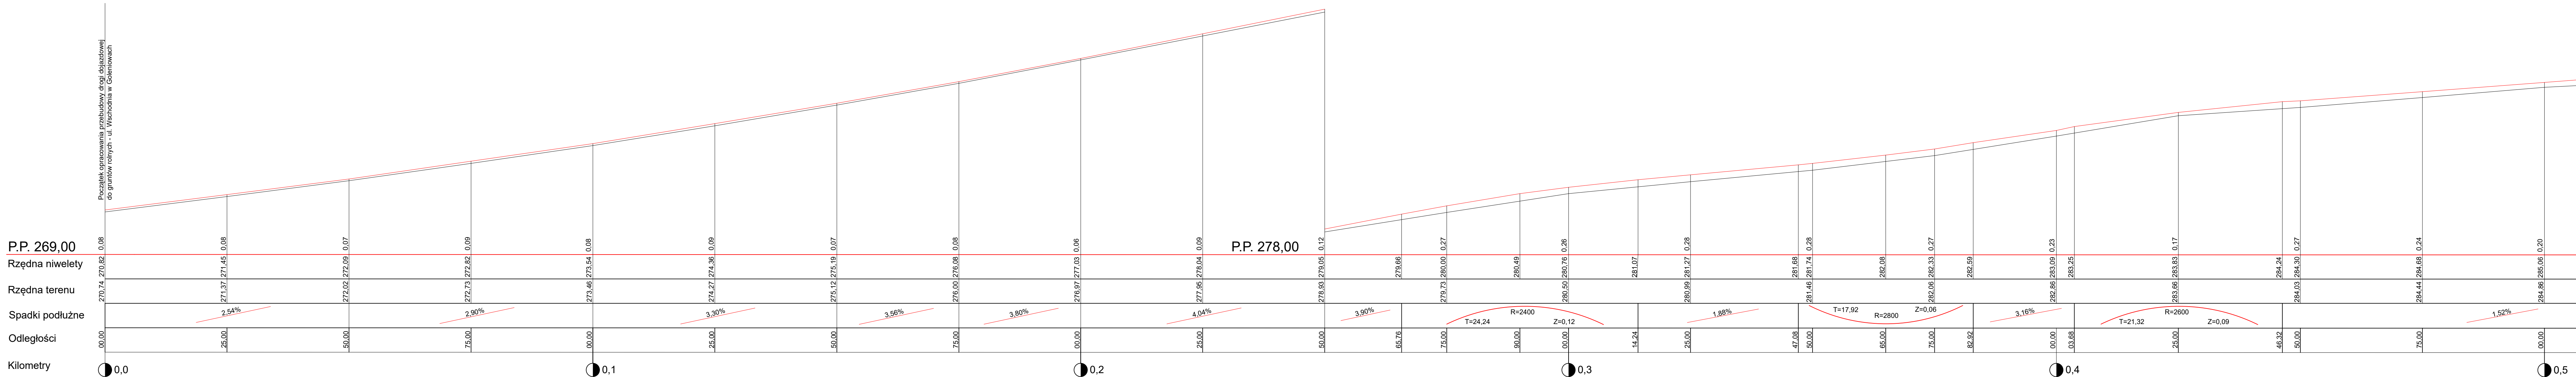 Początek opracowania przebudowy drogi dojazdowej
do gruntów rolnych - ul. Wschodnia w Goleniowach
P.P. 269,00
P.P. 278,00
0,08 0,08 0,07 0,09 0,08 0,09 0,07 0,08 0,06 0,09 0,12 0,27 0,26 0,28 0,28 0,27 0,23 0,17 0,27 0,24 0,20
Rzędna niwelety
270,82 271,45 272,09 272,82 273,54 274,36 275,19 276,08 277,03 278,04 279,05 279,66 280,00 280,49 280,76 281,07 281,27 281,68 281,74 282,08 282,33 282,59 283,09 283,25 283,83 284,24 284,30 284,68 285,06
Rzędna terenu
270,74 271,37 272,02 272,73 273,46 274,27 275,12 276,00 276,97 277,95 278,93 279,73 280,50 280,99 281,46 282,06 282,86 283,66 284,03 284,44 284,86
Spadki podłużne
2,54% 2,90% 3,30% 3,56% 3,80% 4,04% 3,90% T=24,24 R=2400 Z=0,12 1,88% T=17,92 R=2800 Z=0,06 3,16% T=21,32 R=2600 Z=0,09 1,52%
Odległości
00,00 25,00 50,00 75,00 00,00 25,00 50,00 75,00 00,00 25,00 50,00 65,76 75,00 90,00 00,00 14,24 25,00 47,08 50,00 65,00 75,00 82,92 00,00 03,68 25,00 46,32 50,00 75,00 00,00
Kilometry
0,0 0,1 0,2 0,3 0,4 0,5